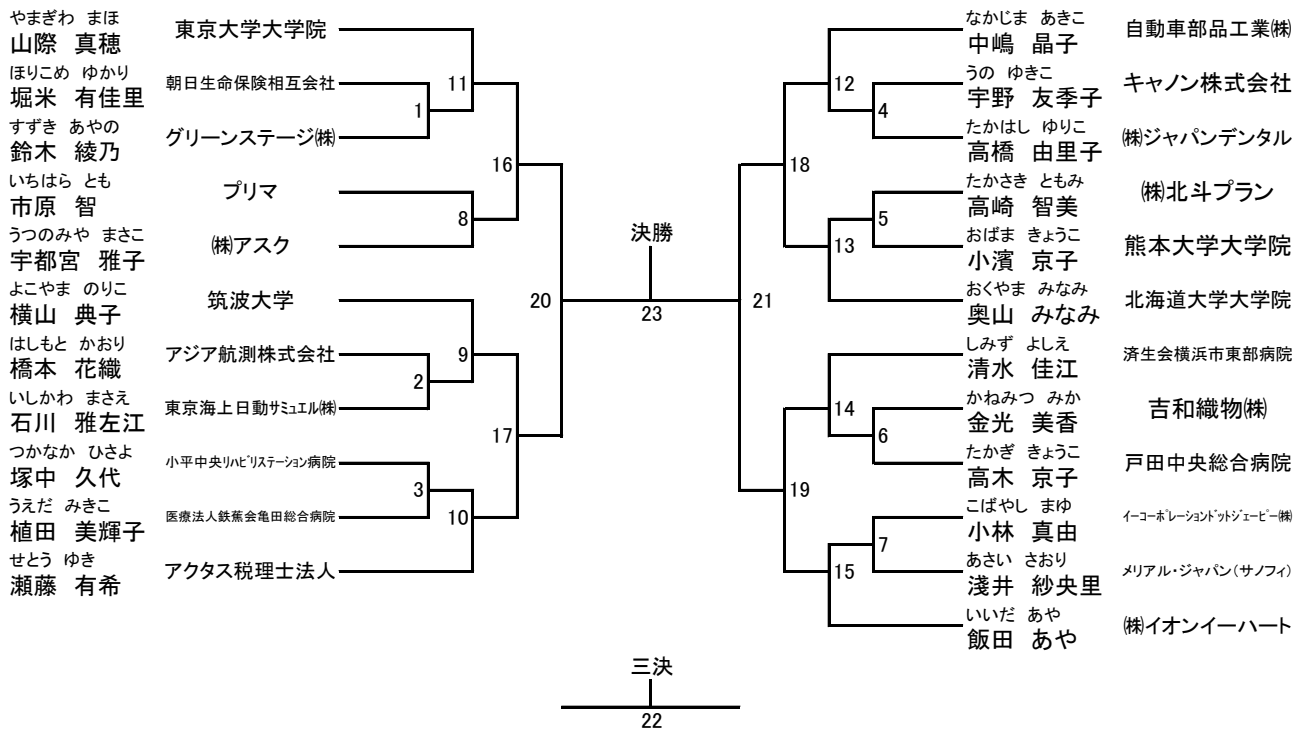 やまぎわ まほ
山際 真穂 東京大学大学院
ほりこめ ゆかり
堀米 有佳里 朝日生命保険相互会社
すずき あやの
鈴木 綾乃 グリーンステージ㈱
いちはら とも
市原 智 プリマ
うつのみや まさこ
宇都宮 雅子 ㈱アスク
よこやま のりこ
横山 典子 筑波大学
はしもと かおり
橋本 花織 アジア航測株式会社
いしかわ まさえ
石川 雅左江 東京海上日動サミュエル㈱
つかなか ひさよ
塚中 久代 小平中央リハビリステーション病院
うえだ みきこ
植田 美輝子 医療法人鉄蕉会亀田総合病院
せとう ゆき
瀬藤 有希 アクタス税理士法人
11
1
16
8
20
9
2
17
3
10
決勝
23
三決
22
12
4
18
5
13
21
14
6
19
7
15
なかじま あきこ
中嶋 晶子 自動車部品工業㈱
うの ゆきこ
宇野 友季子 キャノン株式会社
たかはし ゆりこ
高橋 由里子 ㈱ジャパンデンタル
たかさき ともみ
高崎 智美 ㈱北斗プラン
おばま きょうこ
小濱 京子 熊本大学大学院
おくやま みなみ
奥山 みなみ 北海道大学大学院
しみず よしえ
清水 佳江 済生会横浜市東部病院
かねみつ みか
金光 美香 吉和織物㈱
たかぎ きょうこ
高木 京子 戸田中央総合病院
こばやし まゆ
小林 真由 イーコーポレーションドットジェーピー㈱
あさい さおり
淺井 紗央里 メリアル・ジャパン(サノフィ)
いいだ あや
飯田 あや ㈱イオンイーハート